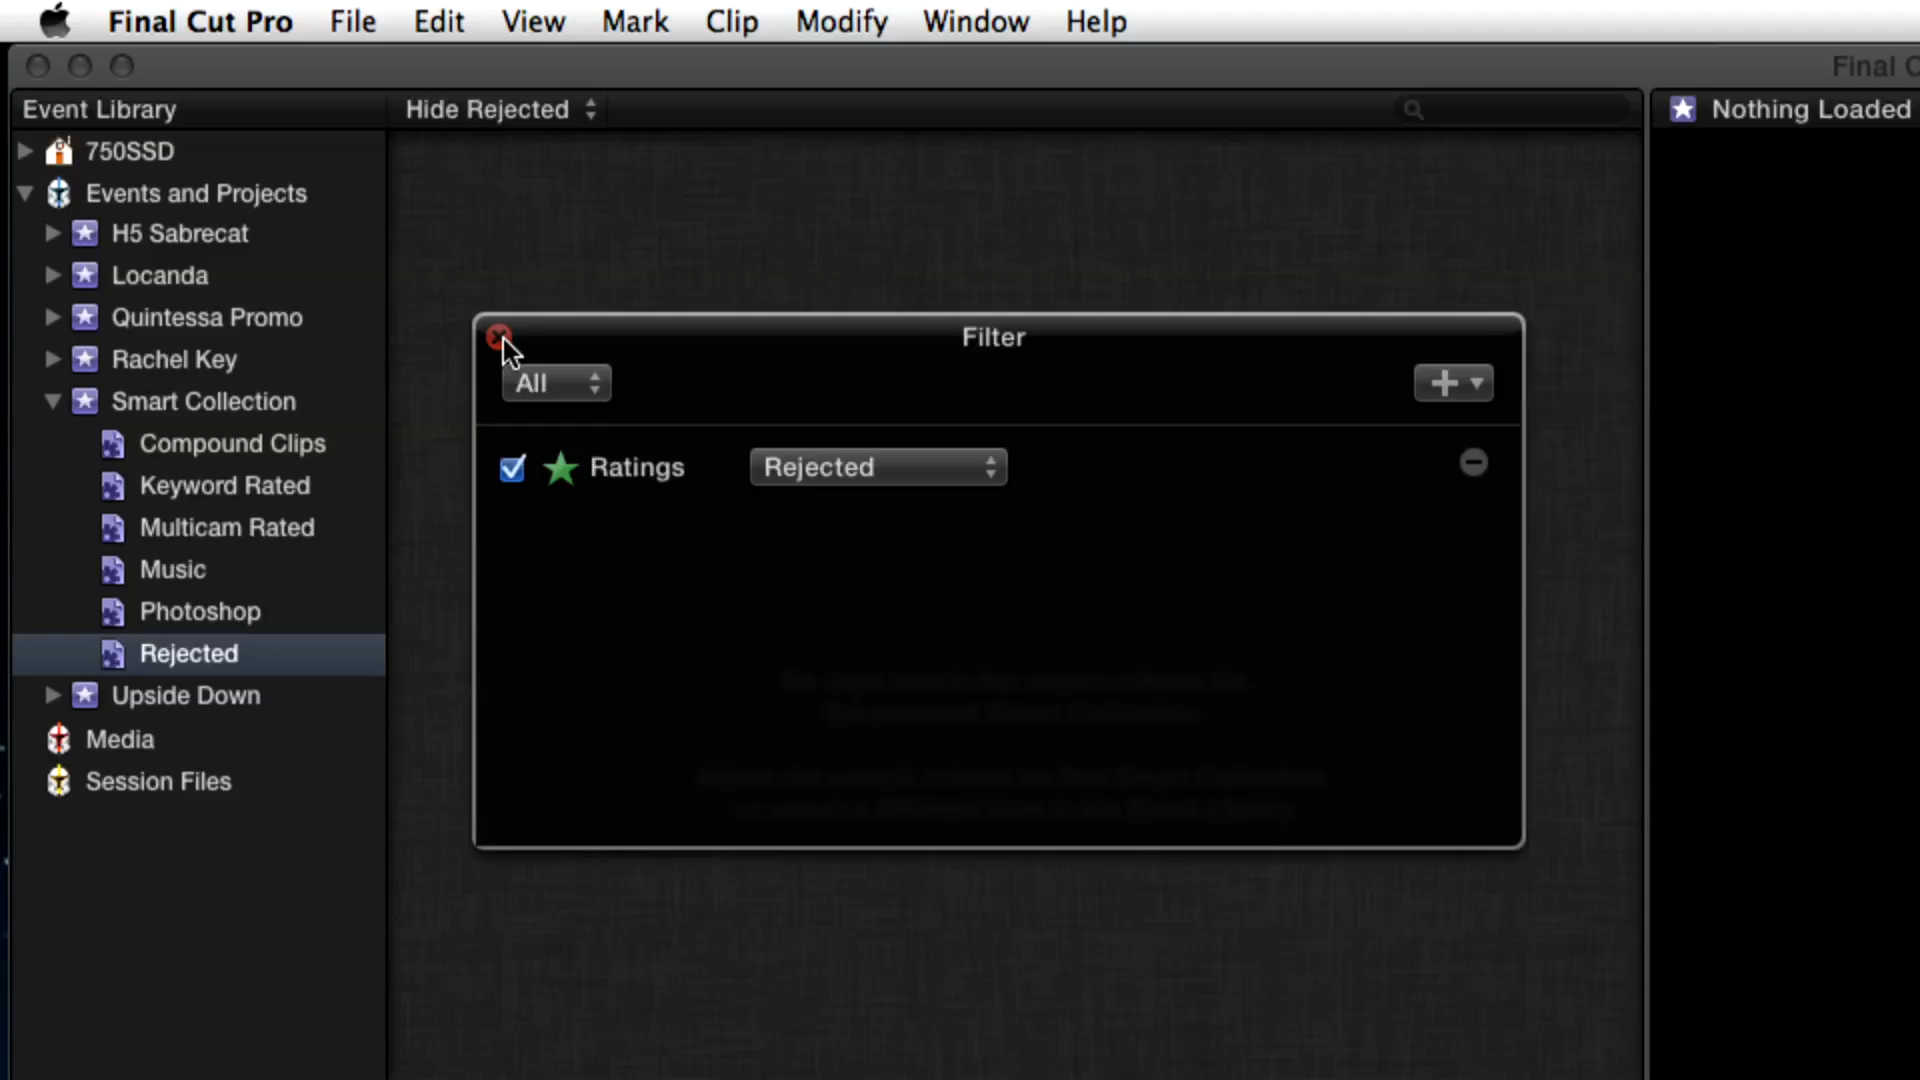 Final Cut Pro File Edit View Mark Clip Modify Window Help
Final C
Event Library
Hide Rejected
Nothing Loaded
750SSD
Events and Projects
H5 Sabrecat
Locanda
Quintessa Promo
Rachel Key
Smart Collection
Compound Clips
Keyword Rated
Multicam Rated
Music
Photoshop
Rejected
Upside Down
Media
Session Files
Filter
All
Ratings Rejected